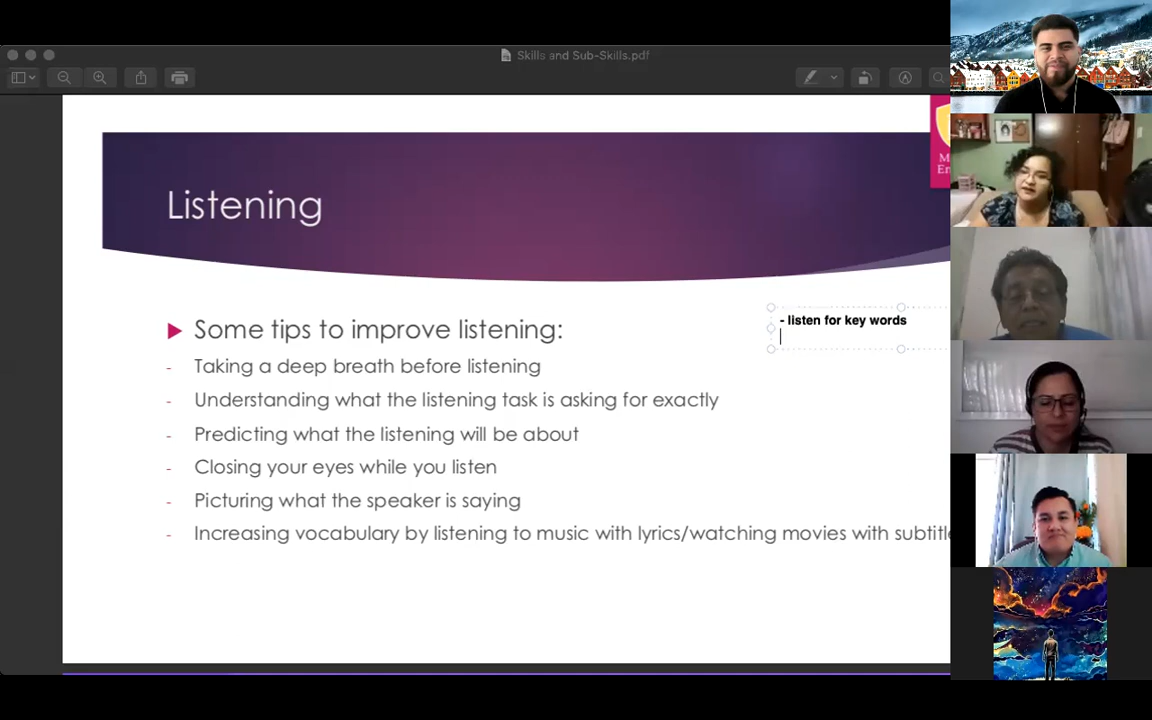 Skills and Sub-Skills.pdf
Listening
Some tips to improve listening:
- listen for key words
- Taking a deep breath before listening
- Understanding what the listening task is asking for exactly
- Predicting what the listening will be about
- Closing your eyes while you listen
- Picturing what the speaker is saying
- Increasing vocabulary by listening to music with lyrics/watching movies with subtitl